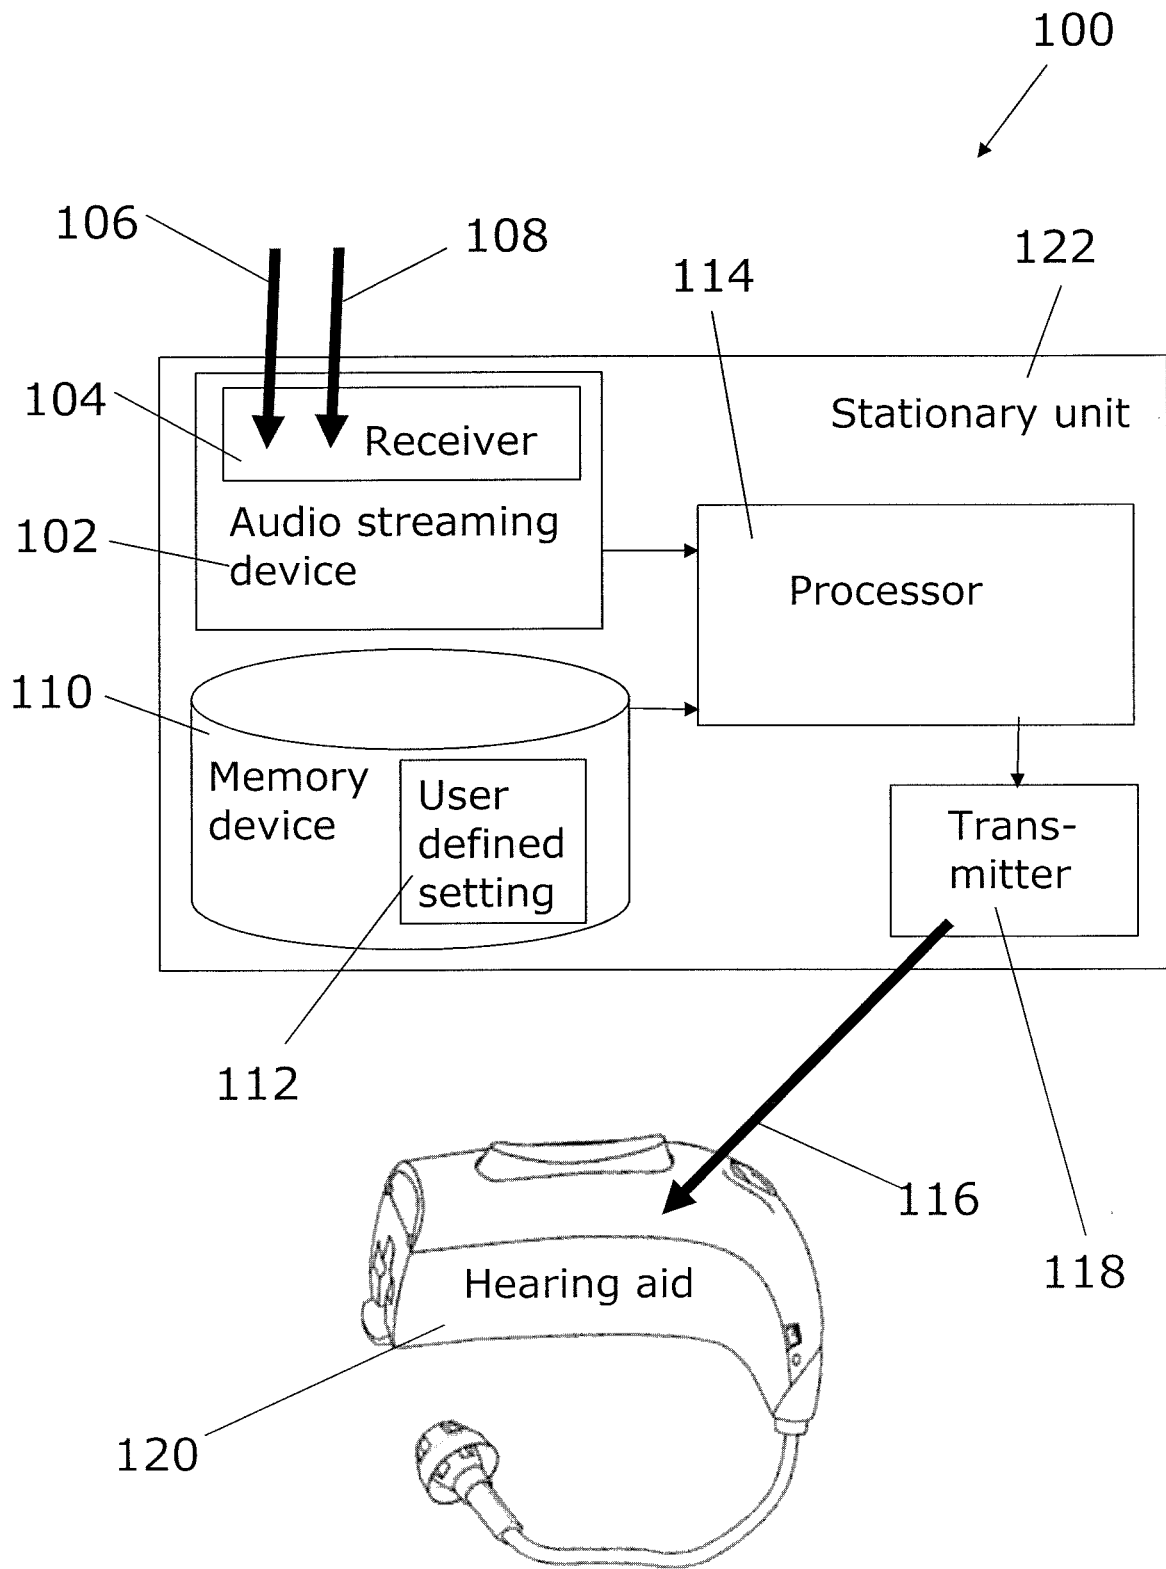 100
106
108
122
114
104
Receiver
Stationary unit
102
Audio streaming
device
Processor
110
Memory
device
User
defined
setting
Trans-
mitter
112
116
118
Hearing aid
120